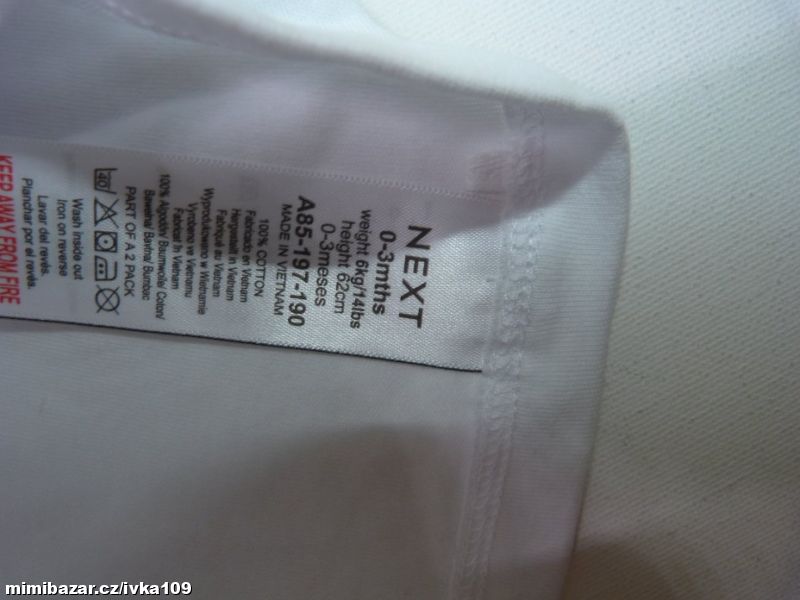 NEXT
0-3mths
weight 6kg/14lbs
height 62cm
0-3meses
A85-197-190
MADE IN VIETNAM
100% COTTON
Fabricado en Vietnam
Hergestellt in Vietnam
Fabriqué au Vietnam
Wyprodukowano w Wietnamie
Vyrobeno ve Vietnamu
Fabricat în Vietnam
100% Algodón/ Baumwolle/ Coton/
Bawełna/ Bavlna/ Bumbac
PART OF A 2 PACK
40
Wash inside out
Iron on reverse
Lavar del revés.
Planchar por el revés.
KEEP AWAY FROM FIRE
mimibazar.cz/ivka109